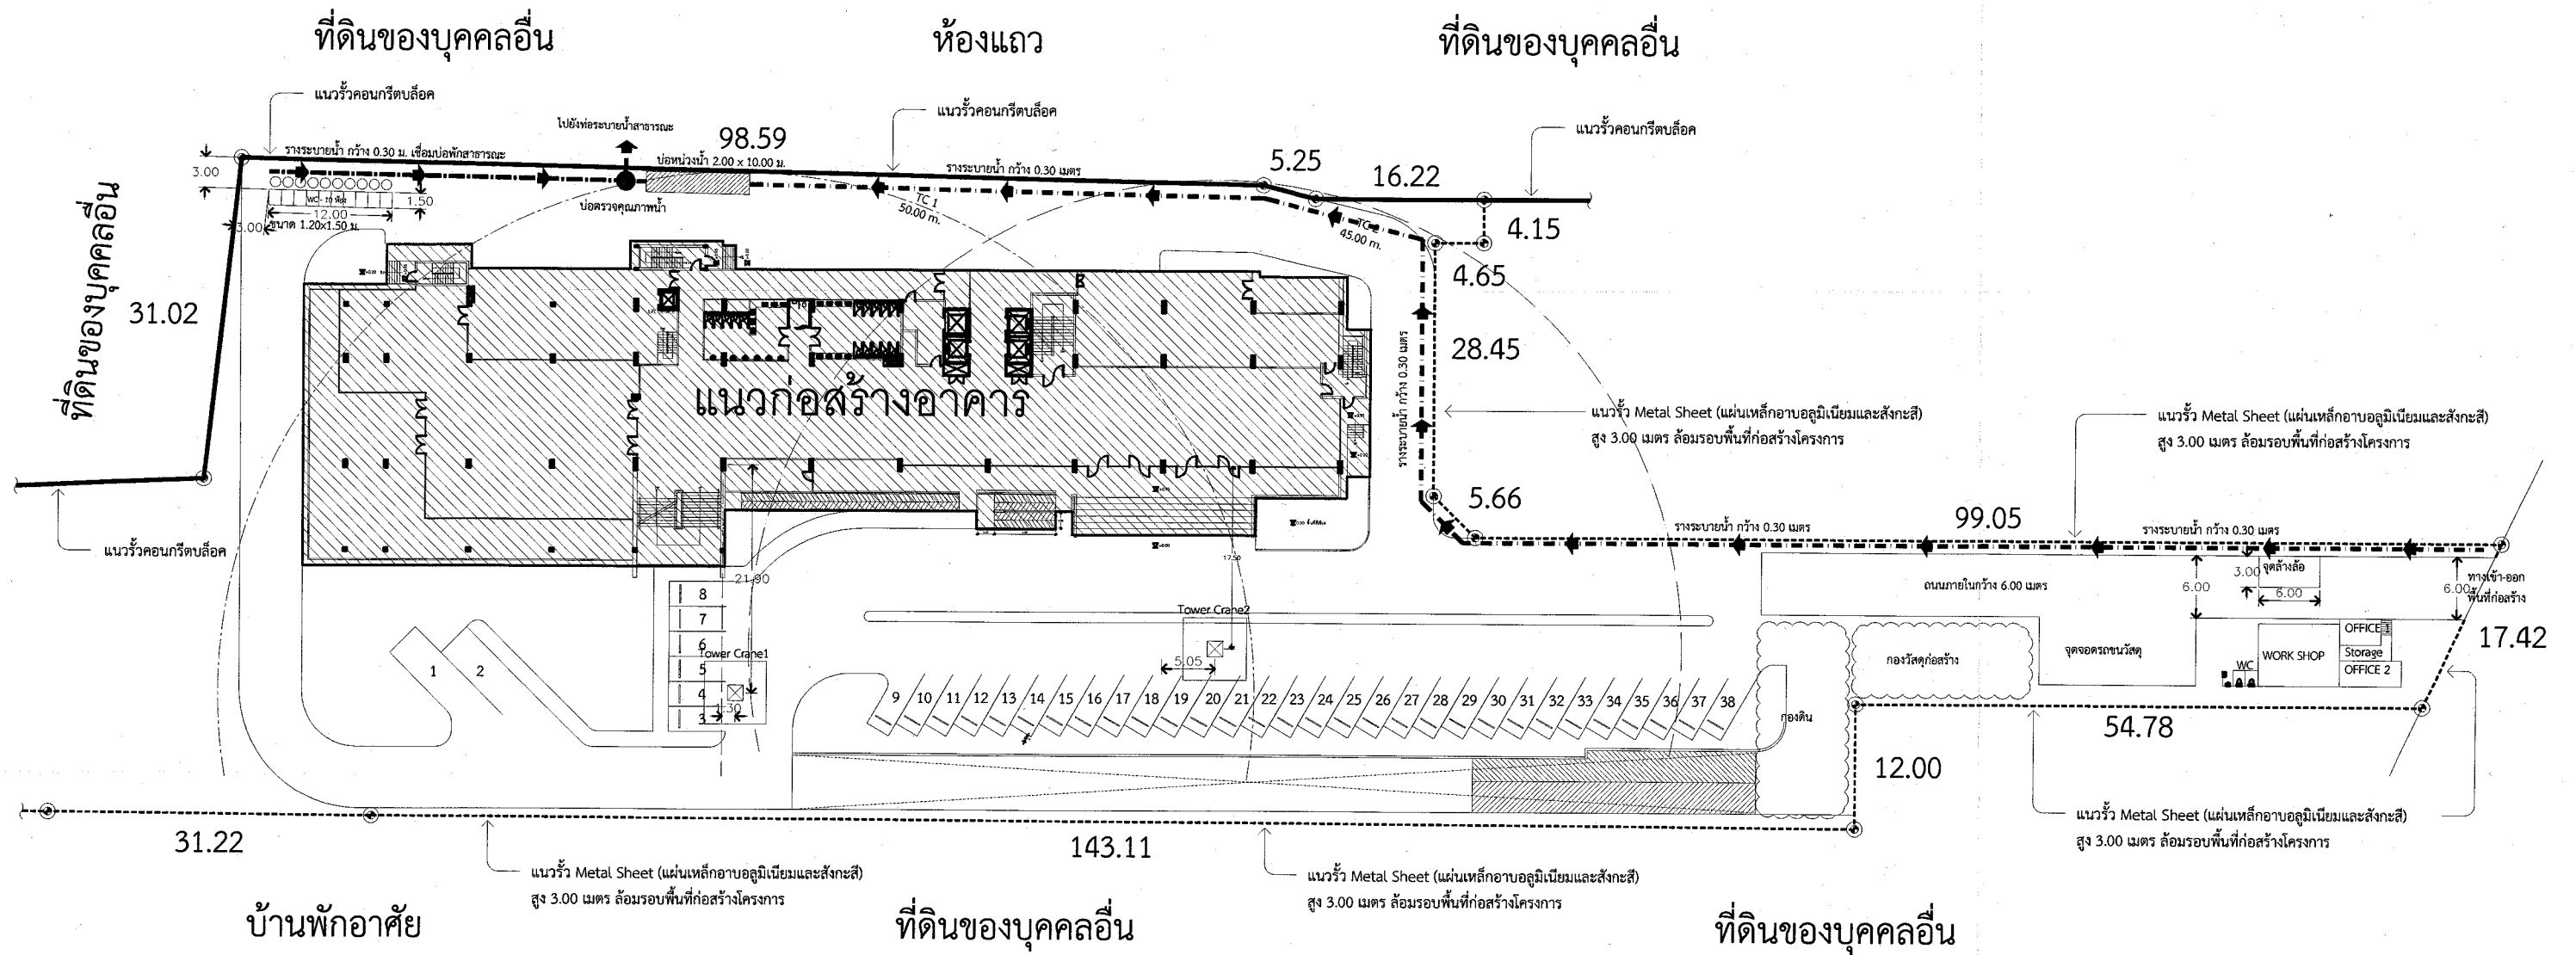 ที่ดินของบุคคลอื่น
ห้องแถว
ที่ดินของบุคคลอื่น
แนวรั้วคอนกรีตบล็อค
ไปยังท่อระบายน้ำสาธารณะ
98.59
แนวรั้วคอนกรีตบล็อค
แนวรั้วคอนกรีตบล็อค
รางระบายน้ำ กว้าง 0.30 ม. เชื่อมบ่อพักสาธารณะ
บ่อหน่วงน้ำ 2.00 x 10.00 ม.
รางระบายน้ำ กว้าง 0.30 เมตร
5.25
16.22
3.00
WC - 10 ห้อง
1.50
12.00
บ่อตรวจคุณภาพน้ำ
TC 1
50.00 m.
TC 2
45.00 m.
4.15
3.00
ขนาด 1.20x1.50 ม.
ที่ดินของบุคคลอื่น
31.02
4.65
28.45
รางระบายน้ำ กว้าง 0.30 เมตร
แนวก่อสร้างอาคาร
แนวรั้ว Metal Sheet (แผ่นเหล็กอาบอลูมิเนียมและสังกะสี)
สูง 3.00 เมตร ล้อมรอบพื้นที่ก่อสร้างโครงการ
แนวรั้ว Metal Sheet (แผ่นเหล็กอาบอลูมิเนียมและสังกะสี)
สูง 3.00 เมตร ล้อมรอบพื้นที่ก่อสร้างโครงการ
5.66
99.05
รางระบายน้ำ กว้าง 0.30 เมตร
รางระบายน้ำ กว้าง 0.30 เมตร
แนวรั้วคอนกรีตบล็อค
17.50
21.90
ถนนภายในกว้าง 6.00 เมตร
6.00
3.00
จุดล้างล้อ
6.00
6.00
ทางเข้า-ออก
พื้นที่ก่อสร้าง
8
7
6
5
4
3
Tower Crane1
1.30
Tower Crane2
5.05
1
2
9 10 11 12 13 14 15 16 17 18 19 20 21 22 23 24 25 26 27 28 29 30 31 32 33 34 35 36 37 38
กองดิน
กองวัสดุก่อสร้าง
จุดจอดรถขนวัสดุ
WC
WORK SHOP
OFFICE 1
Storage
OFFICE 2
17.42
54.78
12.00
แนวรั้ว Metal Sheet (แผ่นเหล็กอาบอลูมิเนียมและสังกะสี)
สูง 3.00 เมตร ล้อมรอบพื้นที่ก่อสร้างโครงการ
31.22
143.11
แนวรั้ว Metal Sheet (แผ่นเหล็กอาบอลูมิเนียมและสังกะสี)
สูง 3.00 เมตร ล้อมรอบพื้นที่ก่อสร้างโครงการ
แนวรั้ว Metal Sheet (แผ่นเหล็กอาบอลูมิเนียมและสังกะสี)
สูง 3.00 เมตร ล้อมรอบพื้นที่ก่อสร้างโครงการ
บ้านพักอาศัย
ที่ดินของบุคคลอื่น
ที่ดินของบุคคลอื่น